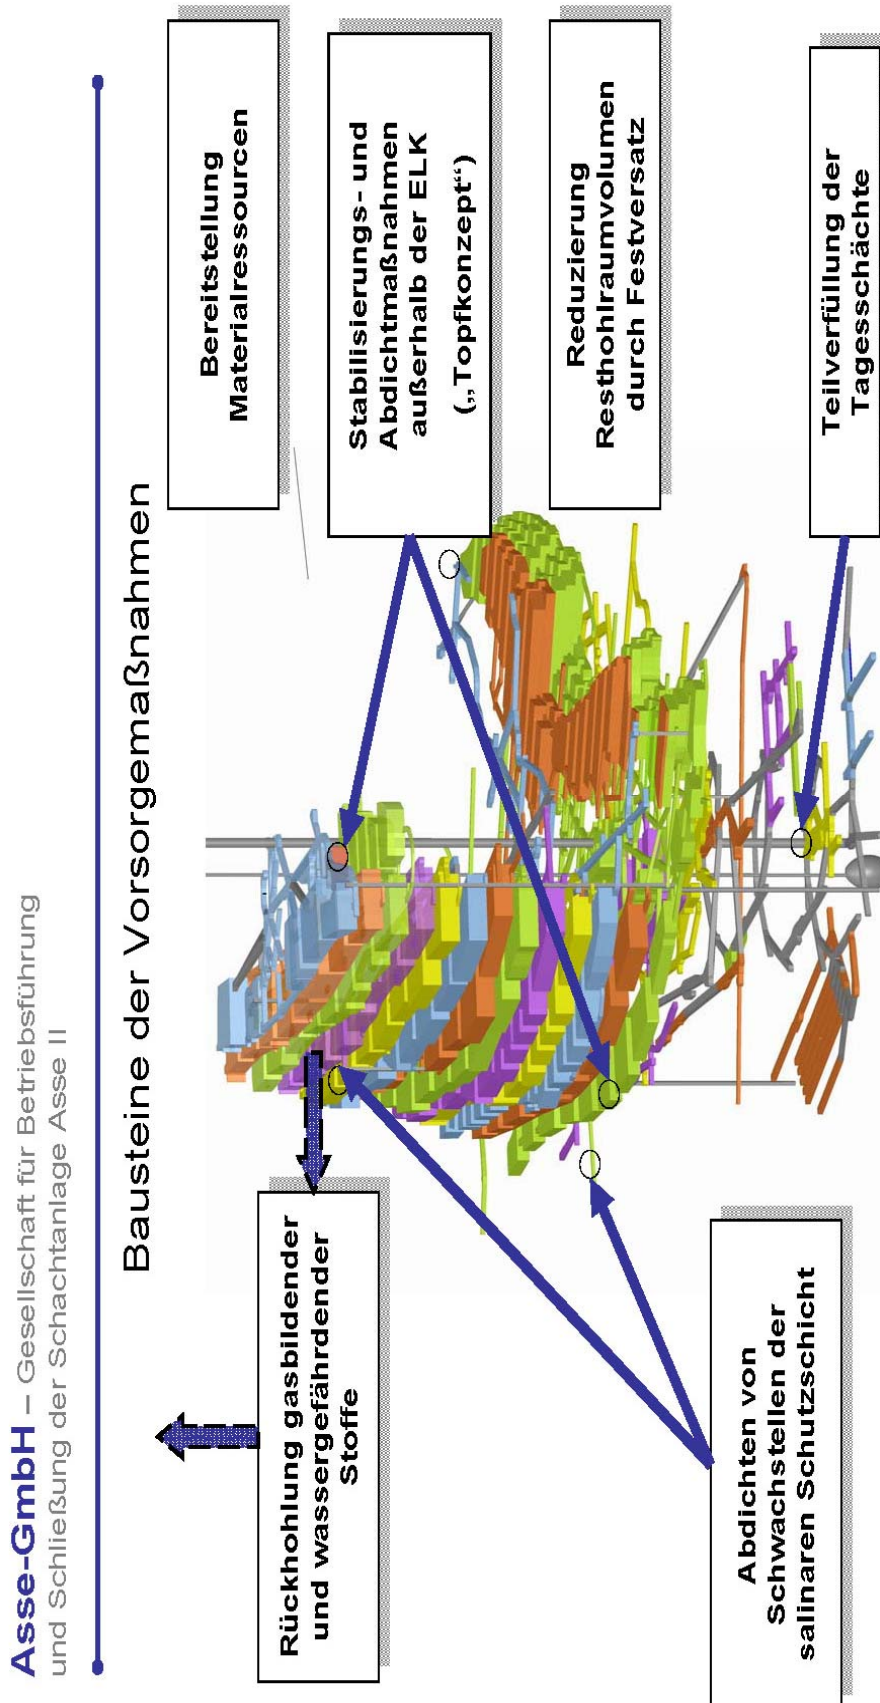 Asse-GmbH – Gesellschaft für Betriebsführung
und Schließung der Schachtanlage Asse II
Bausteine der Vorsorgemaßnahmen
Rückhohlung gasbildender
und wassergefährdender
Stoffe
Abdichten von
Schwachstellen der
salinaren Schutzschicht
Bereitstellung
Materialressourcen
Stabilisierungs- und
Abdichtmaßnahmen
außerhalb der ELK
(„Topfkonzept“)
Reduzierung
Resthohlraumvolumen
durch Festversatz
Teilverfüllung der
Tagesschächte